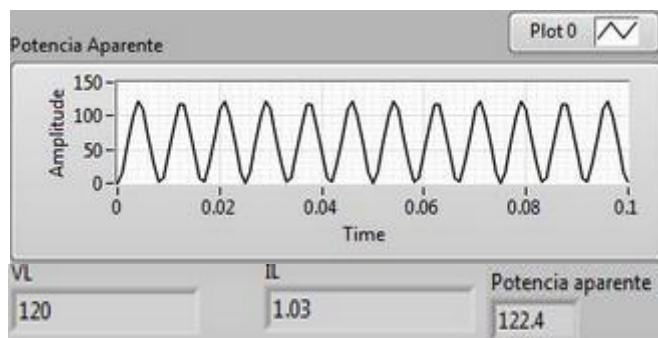 Plot 0
Potencia Aparente
Amplitude
150
100
50
0
0 0.02 0.04 0.06 0.08 0.1
Time
VL
IL
Potencia aparente
120
1.03
122.4